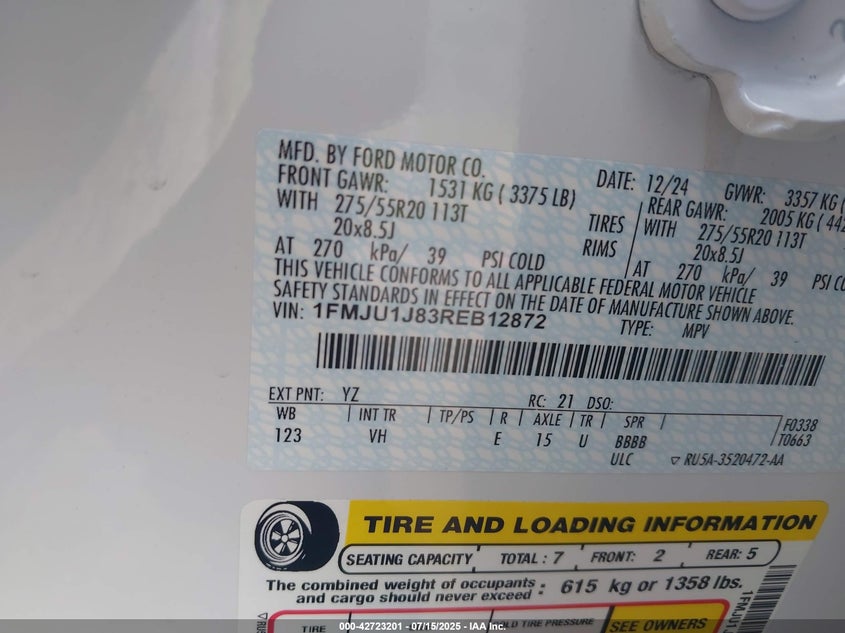 MFD. BY FORD MOTOR CO.
DATE: 12/24 GVWR: 3357 KG (
FRONT GAWR: 1531 KG ( 3375 LB) REAR GAWR: 2005 KG ( 442
WITH 275/55R20 113T TIRES WITH 275/55R20 113T
20x8.5J RIMS 20x8.5J
AT 270 kPa/ 39 PSI COLD AT 270 kPa/ 39 PSI COL
THIS VEHICLE CONFORMS TO ALL APPLICABLE FEDERAL MOTOR VEHICLE
SAFETY STANDARDS IN EFFECT ON THE DATE OF MANUFACTURE SHOWN ABOVE.
VIN: 1FMJU1J83REB12872
TYPE: MPV
EXT PNT: YZ RC: 21 DSO:
WB INT TR TP/PS R AXLE TR SPR F0338
123 VH E 15 U BBBB T0663
ULC ▽ RU5A-3520472-AA
TIRE AND LOADING INFORMATION
SEATING CAPACITY TOTAL : 7 FRONT: 2 REAR: 5
The combined weight of occupants and cargo should never exceed : 615 kg or 1358 lbs.
1FMJU1
TIRE TIRE PRESSURE SEE OWNERS
000-42723201 - 07/15/2025 - IAA Inc.